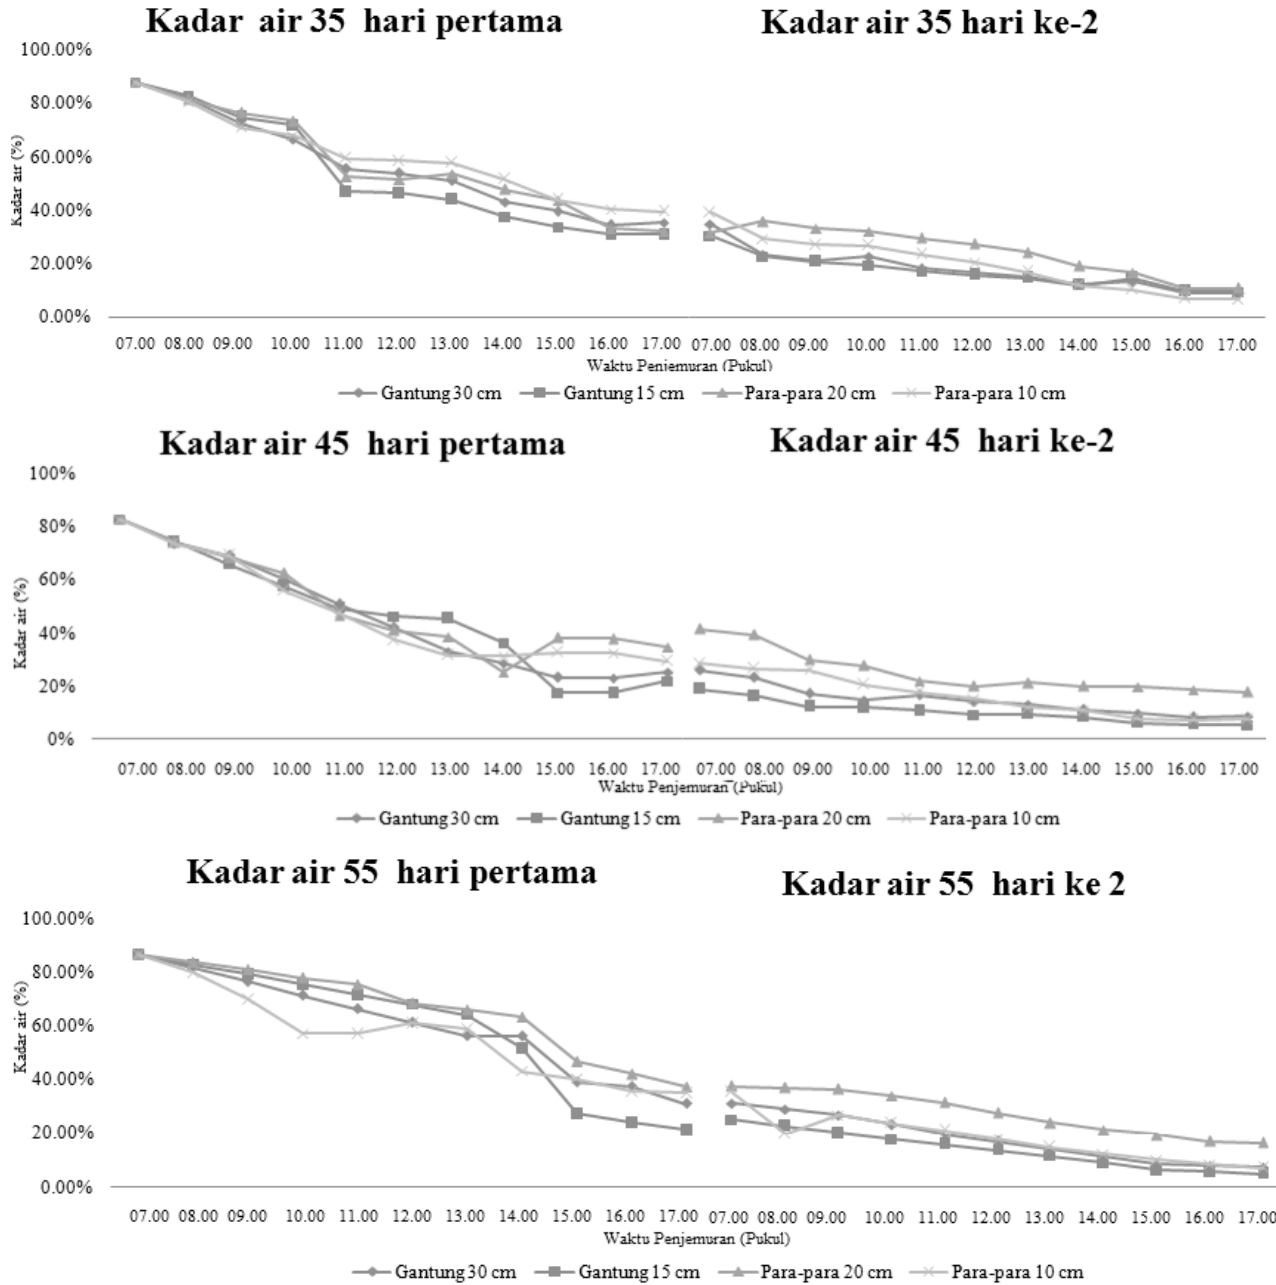 Kadar air 35 hari pertama
Kadar air 35 hari ke-2
100.00%
80.00%
60.00%
40.00%
20.00%
0.00%
Kadar air (%)
07.00 08.00 09.00 10.00 11.00 12.00 13.00 14.00 15.00 16.00 17.00 07.00 08.00 09.00 10.00 11.00 12.00 13.00 14.00 15.00 16.00 17.00
Waktu Penjemuran (Pukul)
Gantung 30 cm Gantung 15 cm Para-para 20 cm Para-para 10 cm
Kadar air 45 hari pertama
Kadar air 45 hari ke-2
100%
80%
60%
40%
20%
0%
Kadar air (%)
07.00 08.00 09.00 10.00 11.00 12.00 13.00 14.00 15.00 16.00 17.00 07.00 08.00 09.00 10.00 11.00 12.00 13.00 14.00 15.00 16.00 17.00
Waktu Penjemuran (Pukul)
Gantung 30 cm Gantung 15 cm Para-para 20 cm Para-para 10 cm
Kadar air 55 hari pertama
Kadar air 55 hari ke 2
100.00%
80.00%
60.00%
40.00%
20.00%
0.00%
Kadar air (%)
07.00 08.00 09.00 10.00 11.00 12.00 13.00 14.00 15.00 16.00 17.00 07.00 08.00 09.00 10.00 11.00 12.00 13.00 14.00 15.00 16.00 17.00
Waktu Penjemuran (Pukul)
Gantung 30 cm Gantung 15 cm Para-para 20 cm Para-para 10 cm